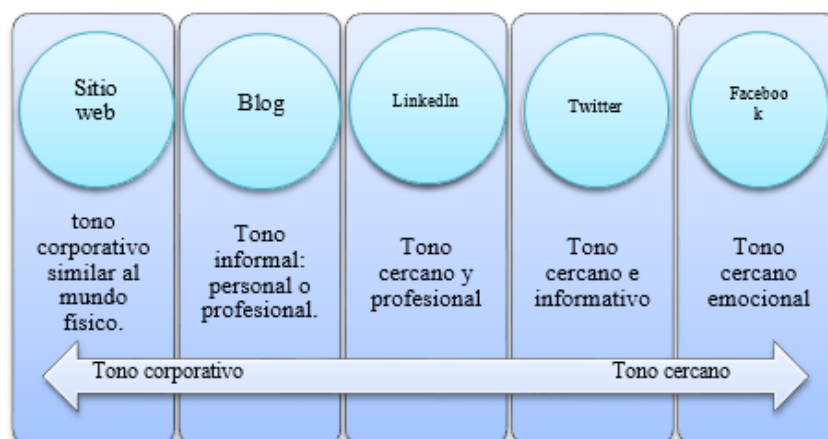 Sitio
web
tono
corporativo
similar al
mundo
físico.
Blog
Tono
informal:
personal o
profesional.
LinkedIn
Tono
cercano y
profesional
Twitter
Tono
cercano e
informativo
Faceboo
k
Tono
cercano
emocional
Tono corporativo
Tono cercano